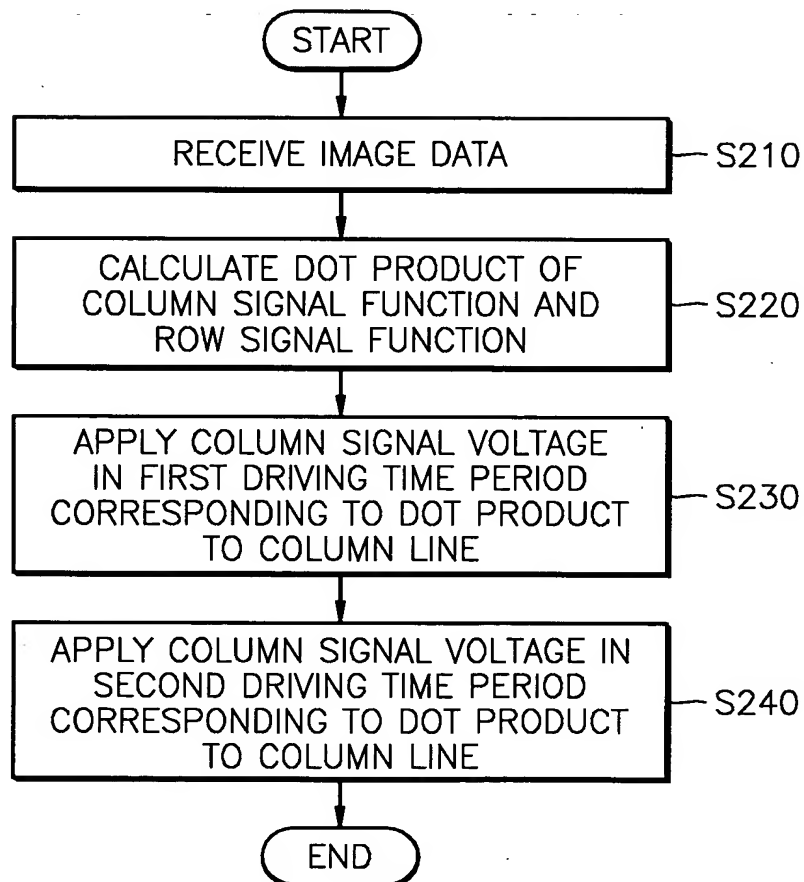 START
RECEIVE IMAGE DATA
S210
CALCULATE DOT PRODUCT OF
COLUMN SIGNAL FUNCTION AND
ROW SIGNAL FUNCTION
S220
APPLY COLUMN SIGNAL VOLTAGE
IN FIRST DRIVING TIME PERIOD
CORRESPONDING TO DOT PRODUCT
TO COLUMN LINE
S230
APPLY COLUMN SIGNAL VOLTAGE IN
SECOND DRIVING TIME PERIOD
CORRESPONDING TO DOT PRODUCT
TO COLUMN LINE
S240
END